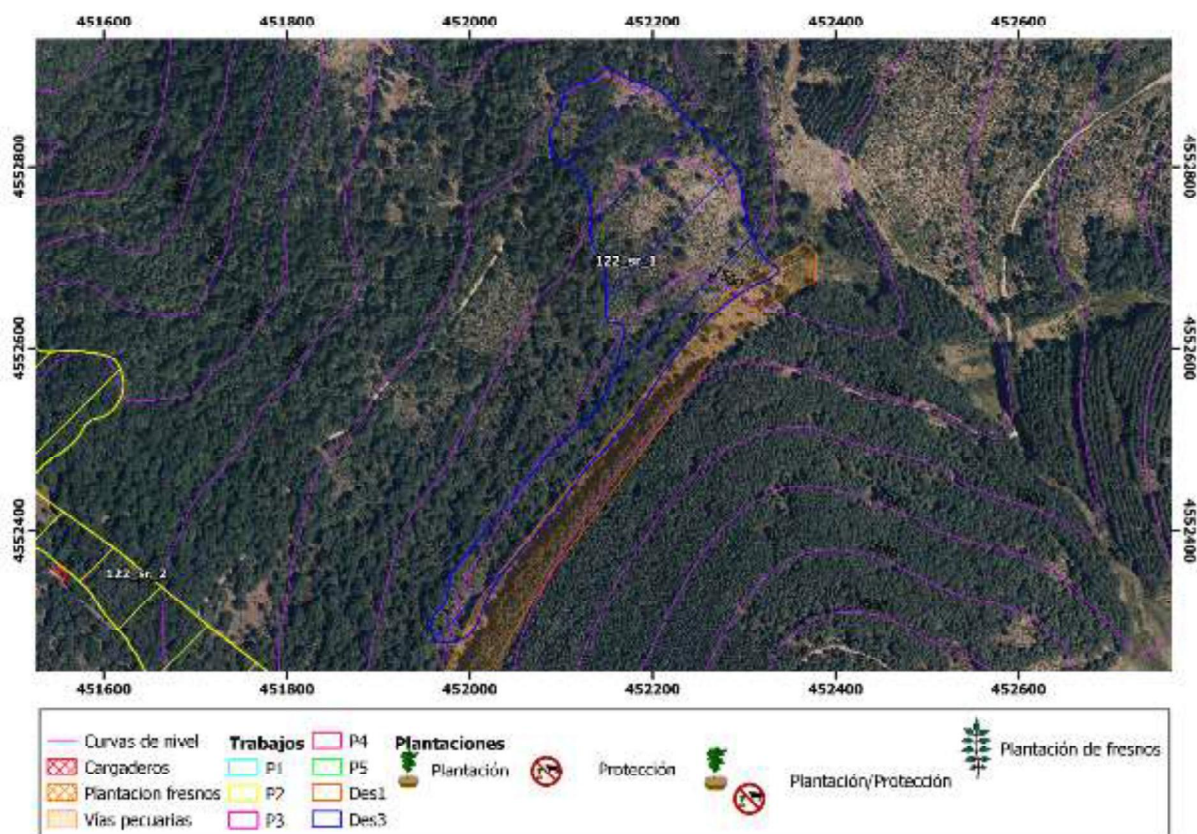 451600 451800 452000 452200 452400 452600
4552800 4552800
122_sr_1
4552600 4552600
4552400 4552400
122_sr_2
451600 451800 452000 452200 452400 452600
Curvas de nivel
Cargaderos
Plantacion fresnos
Vías pecuarias
Trabajos
P1
P2
P3
P4
P5
Des1
Des3
Plantaciones
Plantación
Protección
Plantación/Protección
Plantación de fresnos